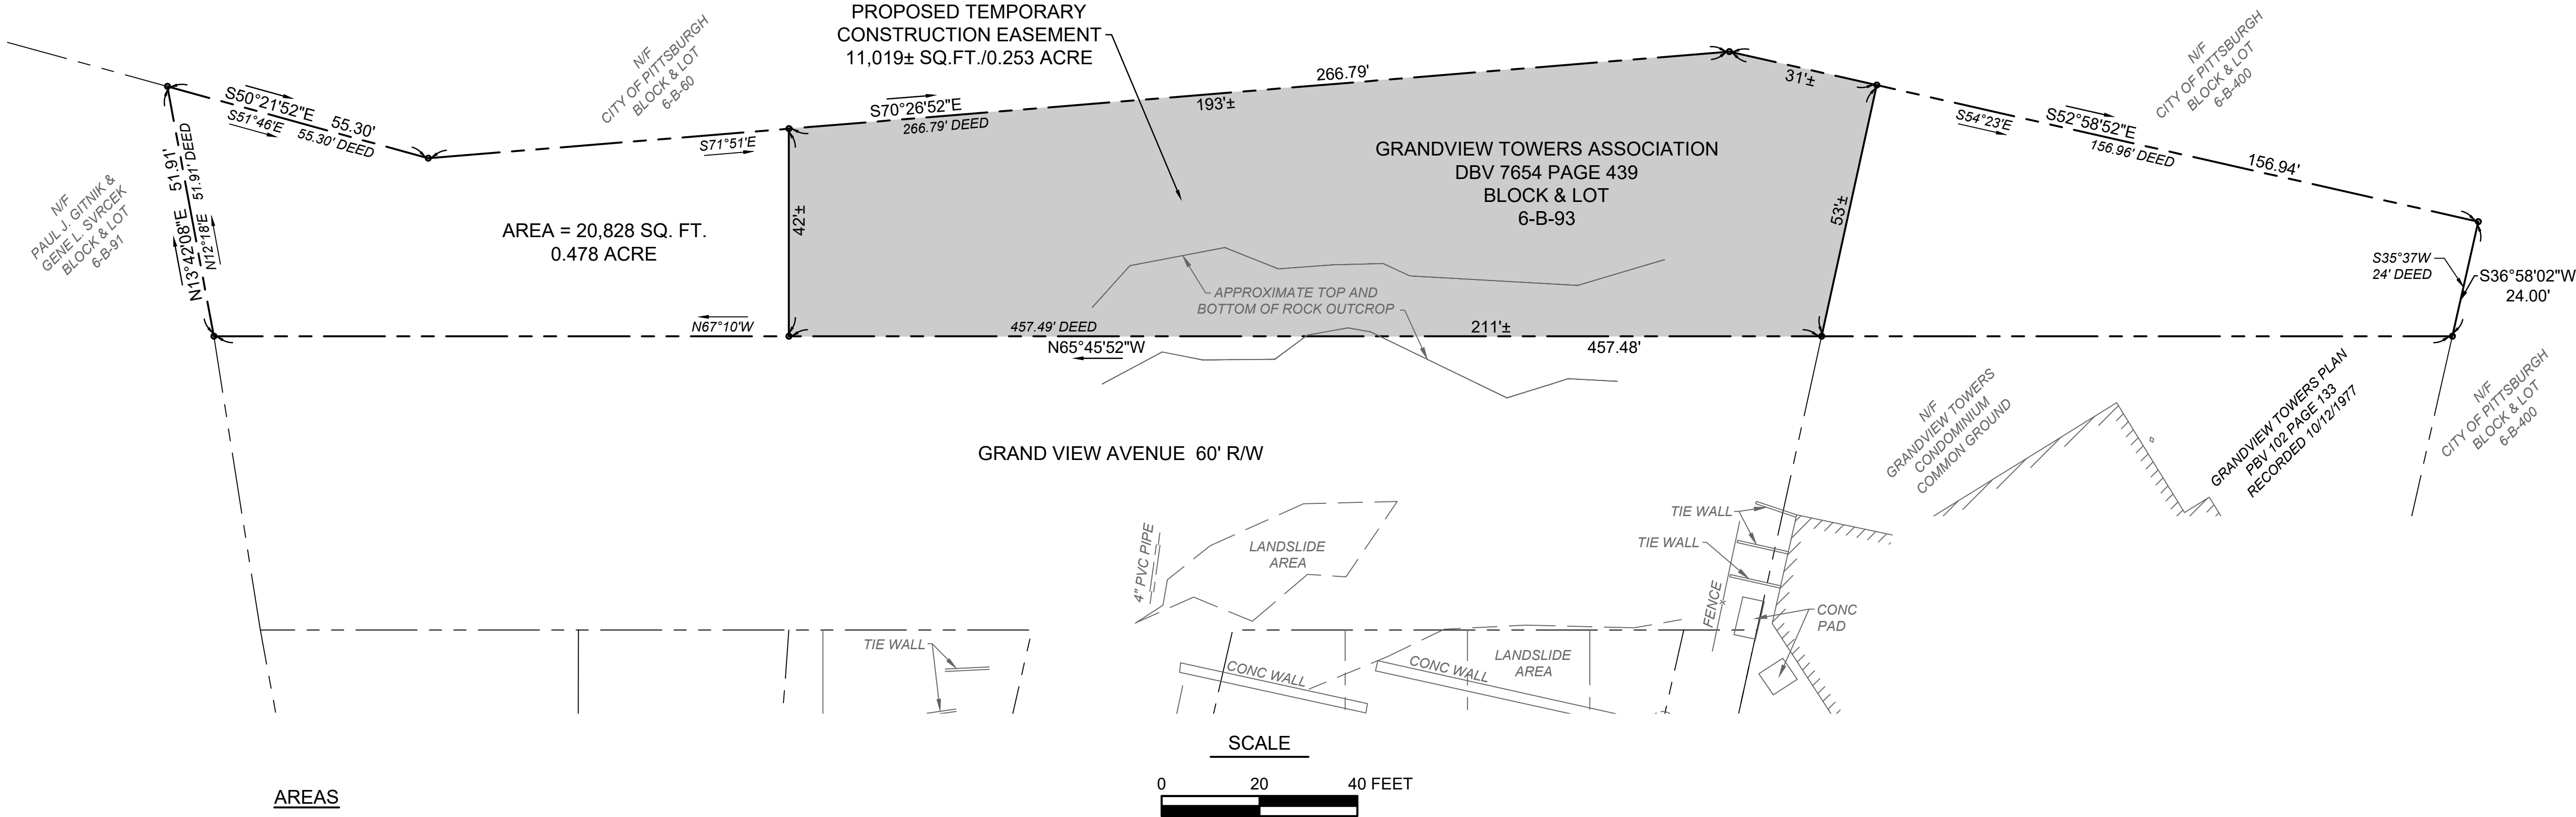 PROPOSED TEMPORARY
CONSTRUCTION EASEMENT
11,019± SQ.FT./0.253 ACRE
N/F
CITY OF PITTSBURGH
BLOCK & LOT
6-B-60
N/F
CITY OF PITTSBURGH
BLOCK & LOT
6-B-400
S50°21'52"E 55.30'
S51°46'E 55.30' DEED
S71°51'E
S70°26'52"E
266.79' DEED
193'±
266.79'
31'±
S54°23'E
S52°58'52"E
156.96' DEED
156.94'
N/F
PAUL J. GITNIK &
GENE L. SVRCEK
BLOCK & LOT
6-B-91
N13°42'08"E 51.91'
N12°18'E 51.91' DEED
AREA = 20,828 SQ. FT.
0.478 ACRE
42'±
GRANDVIEW TOWERS ASSOCIATION
DBV 7654 PAGE 439
BLOCK & LOT
6-B-93
53'±
S35°37W
24' DEED
S36°58'02"W
24.00'
APPROXIMATE TOP AND
BOTTOM OF ROCK OUTCROP
N67°10'W
457.49' DEED
211'±
N65°45'52"W
457.48'
GRAND VIEW AVENUE 60' R/W
N/F
GRANDVIEW TOWERS
CONDOMINIUM
COMMON GROUND
GRANDVIEW TOWERS PLAN
PBV 102 PAGE 133
RECORDED 10/12/1977
N/F
CITY OF PITTSBURGH
BLOCK & LOT
6-B-400
4" PVC PIPE
LANDSLIDE
AREA
TIE WALL
TIE WALL
FENCE
CONC
PAD
TIE WALL
CONC WALL
CONC WALL
LANDSLIDE
AREA
SCALE
0 20 40 FEET
AREAS